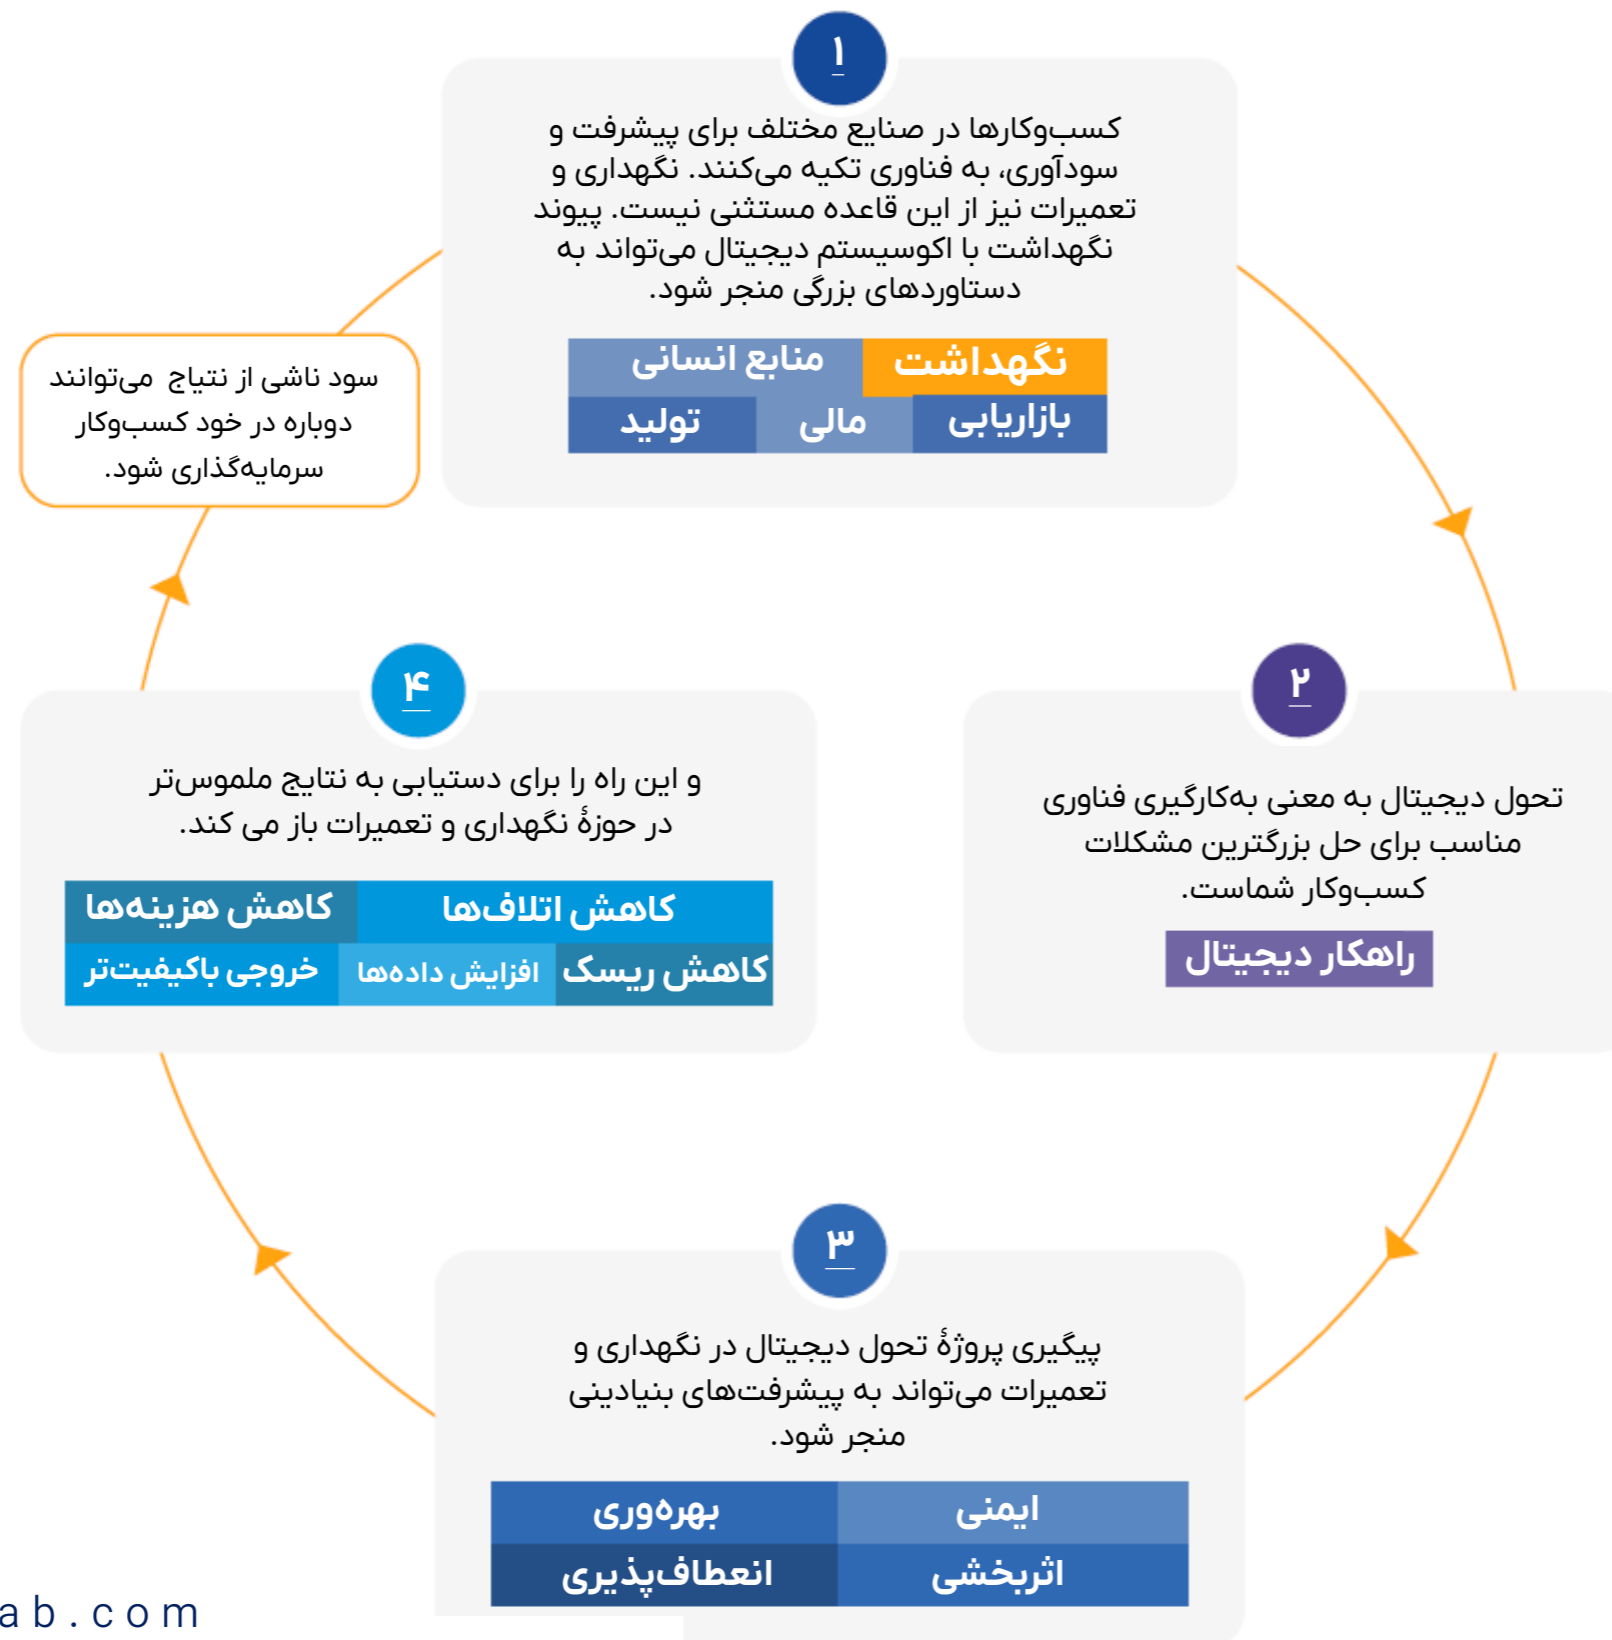 ۱
کسب‌وکارها در صنایع مختلف برای پیشرفت و
سودآوری، به فناوری تکیه می‌کنند. نگهداری و
تعمیرات نیز از این قاعده مستثنی نیست. پیوند
نگهداشت با اکوسیستم دیجیتال می‌تواند به
دستاوردهای بزرگی منجر شود.
نگهداشت منابع انسانی
بازاریابی مالی تولید
۲
تحول دیجیتال به معنی به‌کارگیری فناوری
مناسب برای حل بزرگترین مشکلات
کسب‌وکار شماست.
راهکار دیجیتال
۳
پیگیری پروژهٔ تحول دیجیتال در نگهداری و
تعمیرات می‌تواند به پیشرفت‌های بنیادینی
منجر شود.
ایمنی بهره‌وری
اثربخشی انعطاف‌پذیری
۴
و این راه را برای دستیابی به نتایج ملموس‌تر
در حوزهٔ نگهداری و تعمیرات باز می کند.
کاهش اتلاف‌ها کاهش هزینه‌ها
کاهش ریسک افزایش داده‌ها خروجی باکیفیت‌تر
سود ناشی از نتیاج می‌توانند
دوباره در خود کسب‌وکار
سرمایه‌گذاری شود.
ab.com